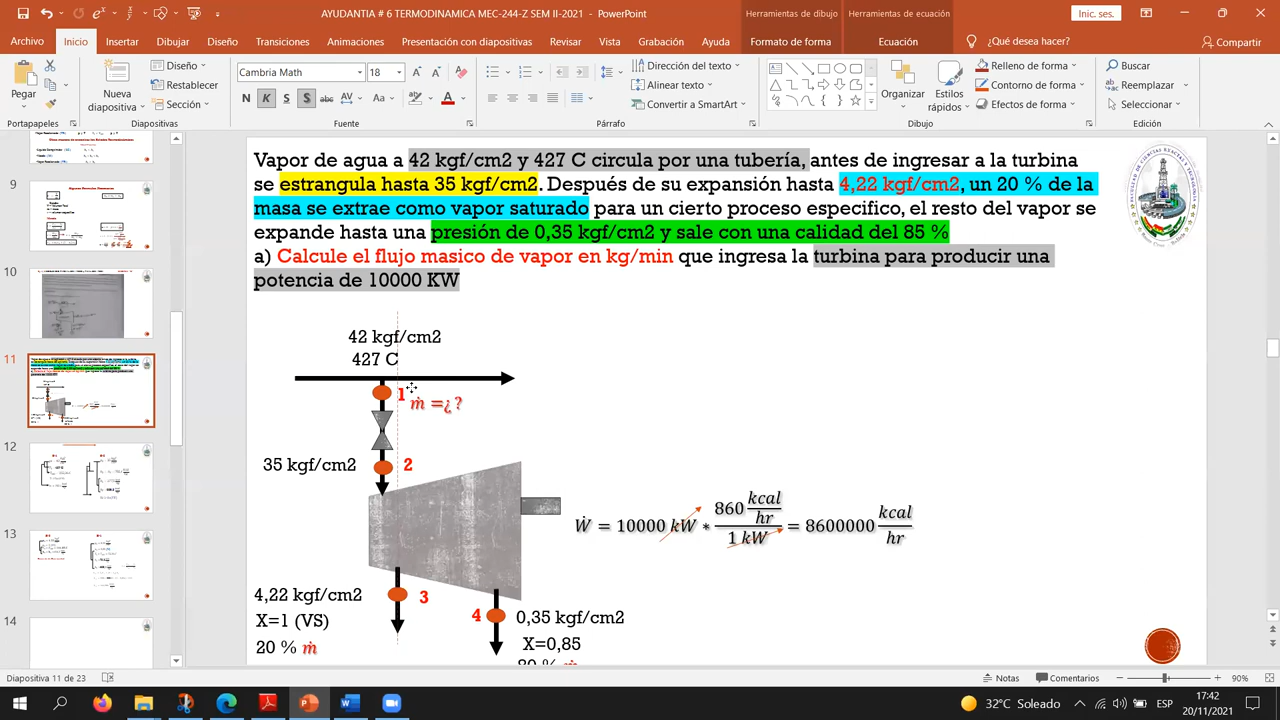 AYUDANTIA # 6 TERMODINAMICA MEC-244-Z SEM II-2021 - PowerPoint
Herramientas de dibujo
Herramientas de ecuación
Inic. ses.
Archivo Inicio Insertar Dibujar Diseño Transiciones Animaciones Presentación con diapositivas Revisar Vista Grabación Ayuda Formato de forma Ecuación ¿Qué desea hacer? Compartir
Pegar
Nueva diapositiva
Diseño
Restablecer
Sección
Cambria Math 18
N K S S abc AV Aa A
Dirección del texto
Alinear texto
Convertir a SmartArt
Organizar
Estilos rápidos
Relleno de forma
Contorno de forma
Efectos de forma
Buscar
Reemplazar
Seleccionar
Portapapeles Diapositivas Fuente Párrafo Dibujo Edición
9
10
11
12
13
14
Vapor de agua a 42 kgf/cm2 y 427 C circula por una tubería, antes de ingresar a la turbina
se estrangula hasta 35 kgf/cm2. Después de su expansión hasta 4,22 kgf/cm2, un 20 % de la
masa se extrae como vapor saturado para un cierto proceso especifico, el resto del vapor se
expande hasta una presión de 0,35 kgf/cm2 y sale con una calidad del 85 %
a) Calcule el flujo masico de vapor en kg/min que ingresa la turbina para producir una
potencia de 10000 KW
42 kgf/cm2
427 C
1
ṁ =¿ ?
35 kgf/cm2
2
Ẇ = 10000 kW * 860 kcal/hr / 1 kW = 8600000 kcal/hr
4,22 kgf/cm2
3
X=1 (VS)
20 % ṁ
4
0,35 kgf/cm2
X=0,85
Diapositiva 11 de 23
Notas
Comentarios
90%
32°C Soleado
ESP
17:42
20/11/2021